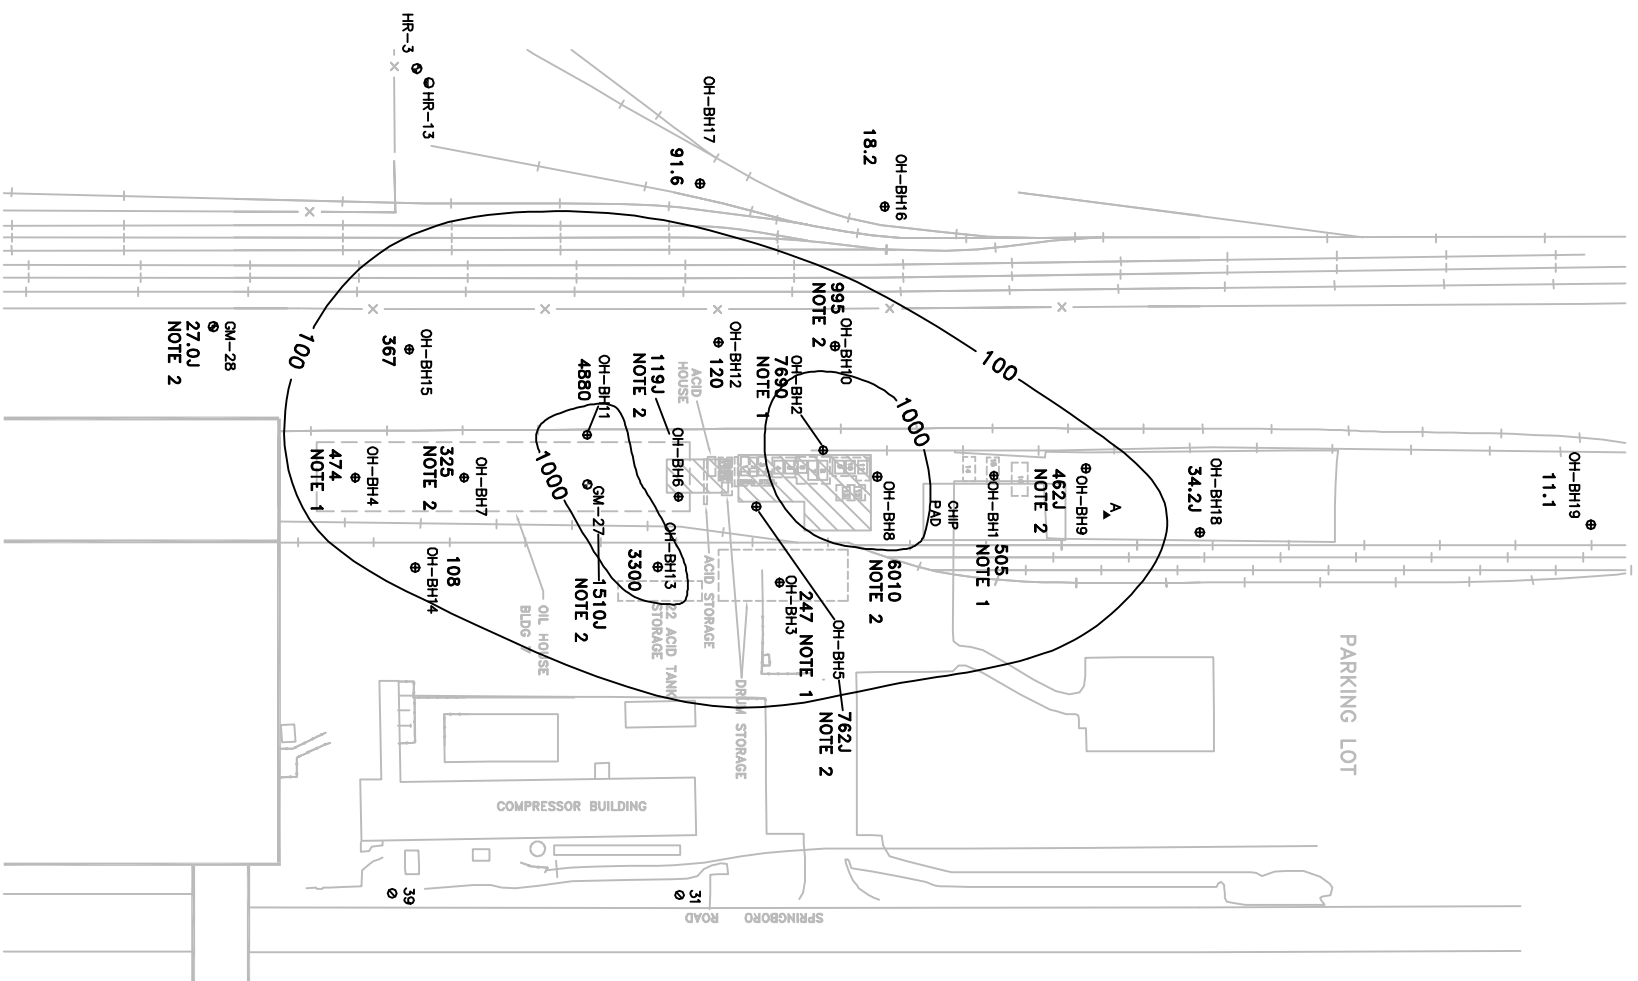 HR-3
HR-13
OH-BH17
91.6
18.2
OH-BH16
100
1000
995
NOTE 2
OH-BH10
OH-BH12
120
OH-BH2
7690
NOTE 1
ACID
HOUSE
119J
NOTE 2
OH-BH6
OH-BH11
4880
1000
OH-BH15
367
100
GM-28
27.0J
NOTE 2
OH-BH4
474
NOTE 1
OH-BH7
325
NOTE 2
108
OH-BH14
GM-27
1510J
NOTE 2
OH-BH13
3300
OH-BH8
6010
NOTE 2
CHIP
PAD
OH-BH1
505
NOTE 1
OH-BH9
462J
NOTE 2
A
OH-BH18
34.2J
OH-BH19
11.1
OH-BH3
247 NOTE 1
OH-BH5
762J
NOTE 2
ACID STORAGE
22 ACID TANK
STORAGE
DRUM STORAGE
OIL HOUSE
BLDG
PARKING LOT
COMPRESSOR BUILDING
39
31
SPRINGBORO ROAD